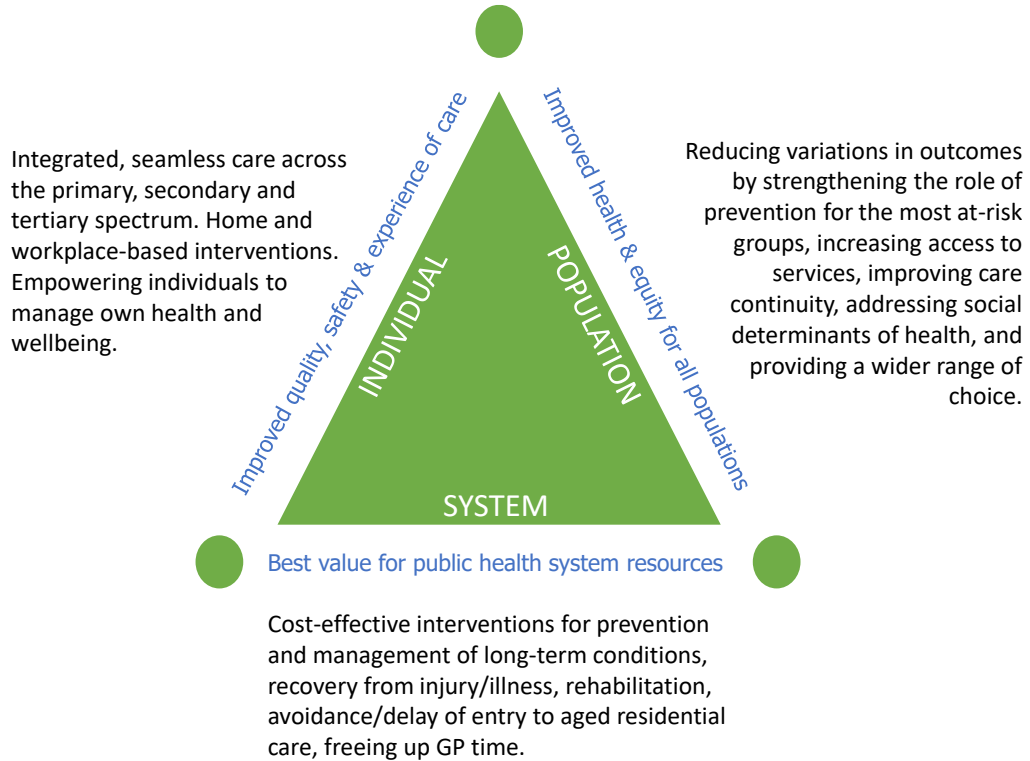 Improved quality, safety & experience of care
Improved health & equity for all populations
Integrated, seamless care across
the primary, secondary and
tertiary spectrum. Home and
workplace-based interventions.
Empowering individuals to
manage own health and
wellbeing.
INDIVIDUAL
POPULATION
Reducing variations in outcomes
by strengthening the role of
prevention for the most at-risk
groups, increasing access to
services, improving care
continuity, addressing social
determinants of health, and
providing a wider range of
choice.
SYSTEM
Best value for public health system resources
Cost-effective interventions for prevention
and management of long-term conditions,
recovery from injury/illness, rehabilitation,
avoidance/delay of entry to aged residential
care, freeing up GP time.